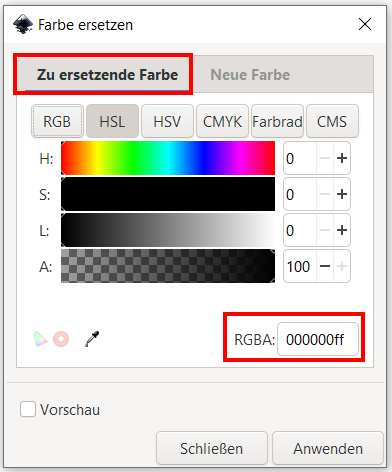 Farbe ersetzen
Zu ersetzende Farbe Neue Farbe
RGB HSL HSV CMYK Farbrad CMS
H: 0 − +
S: 0 − +
L: 0 − +
A: 100 − +
RGBA: 000000ff
Vorschau
Schließen Anwenden